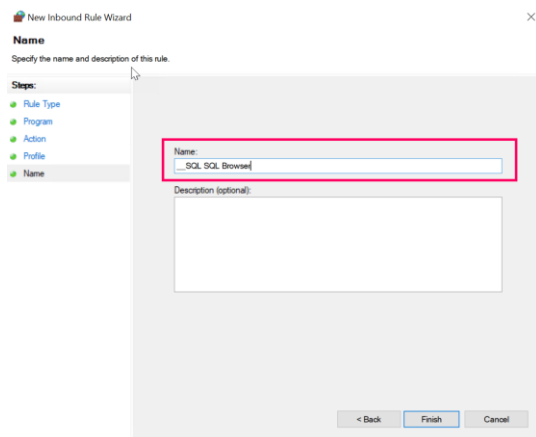 New Inbound Rule Wizard
Name
Specify the name and description of this rule.
Steps:
Rule Type
Program
Action
Profile
Name
Name:
__SQL SQL Browser
Description (optional):
< Back
Finish
Cancel